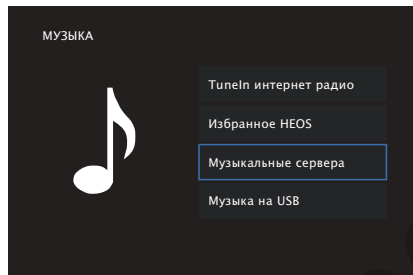 МУЗЫКА
TuneIn интернет радио
Избранное HEOS
Музыкальные сервера
Музыка на USB